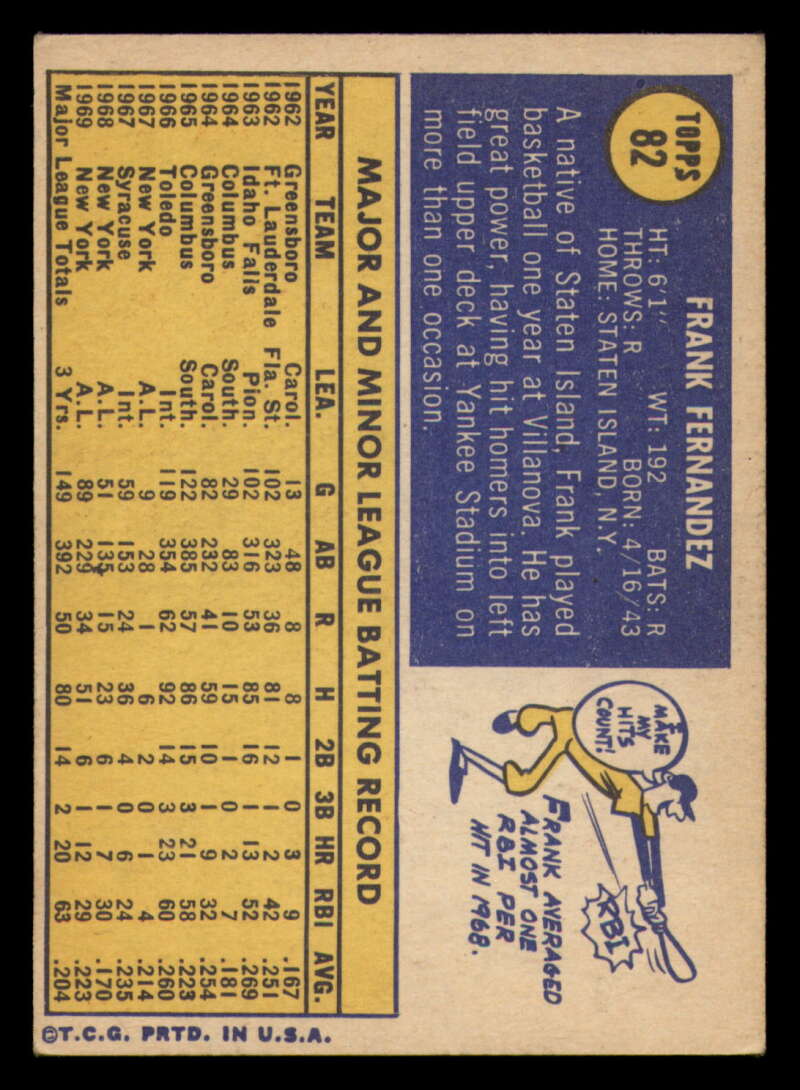 TOPPS
82
FRANK FERNANDEZ
HT: 6'1" WT: 192 BATS: R
THROWS: R BORN: 4/16/43
HOME: STATEN ISLAND, N.Y.
A native of Staten Island, Frank played
basketball one year at Villanova. He has
great power, having hit homers into left
field upper deck at Yankee Stadium on
more than one occasion.
I MAKE
MY
HITS
COUNT!
RBI
FRANK AVERAGED
ALMOST ONE
RBI PER
HIT IN 1968.
MAJOR AND MINOR LEAGUE BATTING RECORD
YEAR TEAM LEA. G AB R H 2B 3B HR RBI AVG.
1962 Greensboro Carol. 13 48 8 8 1 0 3 9 .167
1962 Ft. Lauderdale Fla. St. 102 323 36 81 12 1 2 42 .251
1963 Idaho Falls Pion. 102 316 53 85 16 1 13 52 .269
1964 Columbus South. 29 83 10 15 1 0 2 7 .181
1964 Greensboro Carol. 82 232 41 59 10 1 9 32 .254
1965 Columbus South. 122 385 57 86 15 3 21 58 .223
1966 Toledo Int. 119 354 62 92 14 3 23 60 .260
1967 New York A.L. 9 28 1 6 2 0 1 4 .214
1967 Syracuse Int. 59 153 24 36 4 0 6 24 .235
1968 New York A.L. 51 135 15 23 6 1 7 30 .170
1969 New York A.L. 89 229 34 51 6 1 12 29 .223
Major League Totals 3 Yrs. 149 392 50 80 14 2 20 63 .204
©T.C.G. PRTD. IN U.S.A.